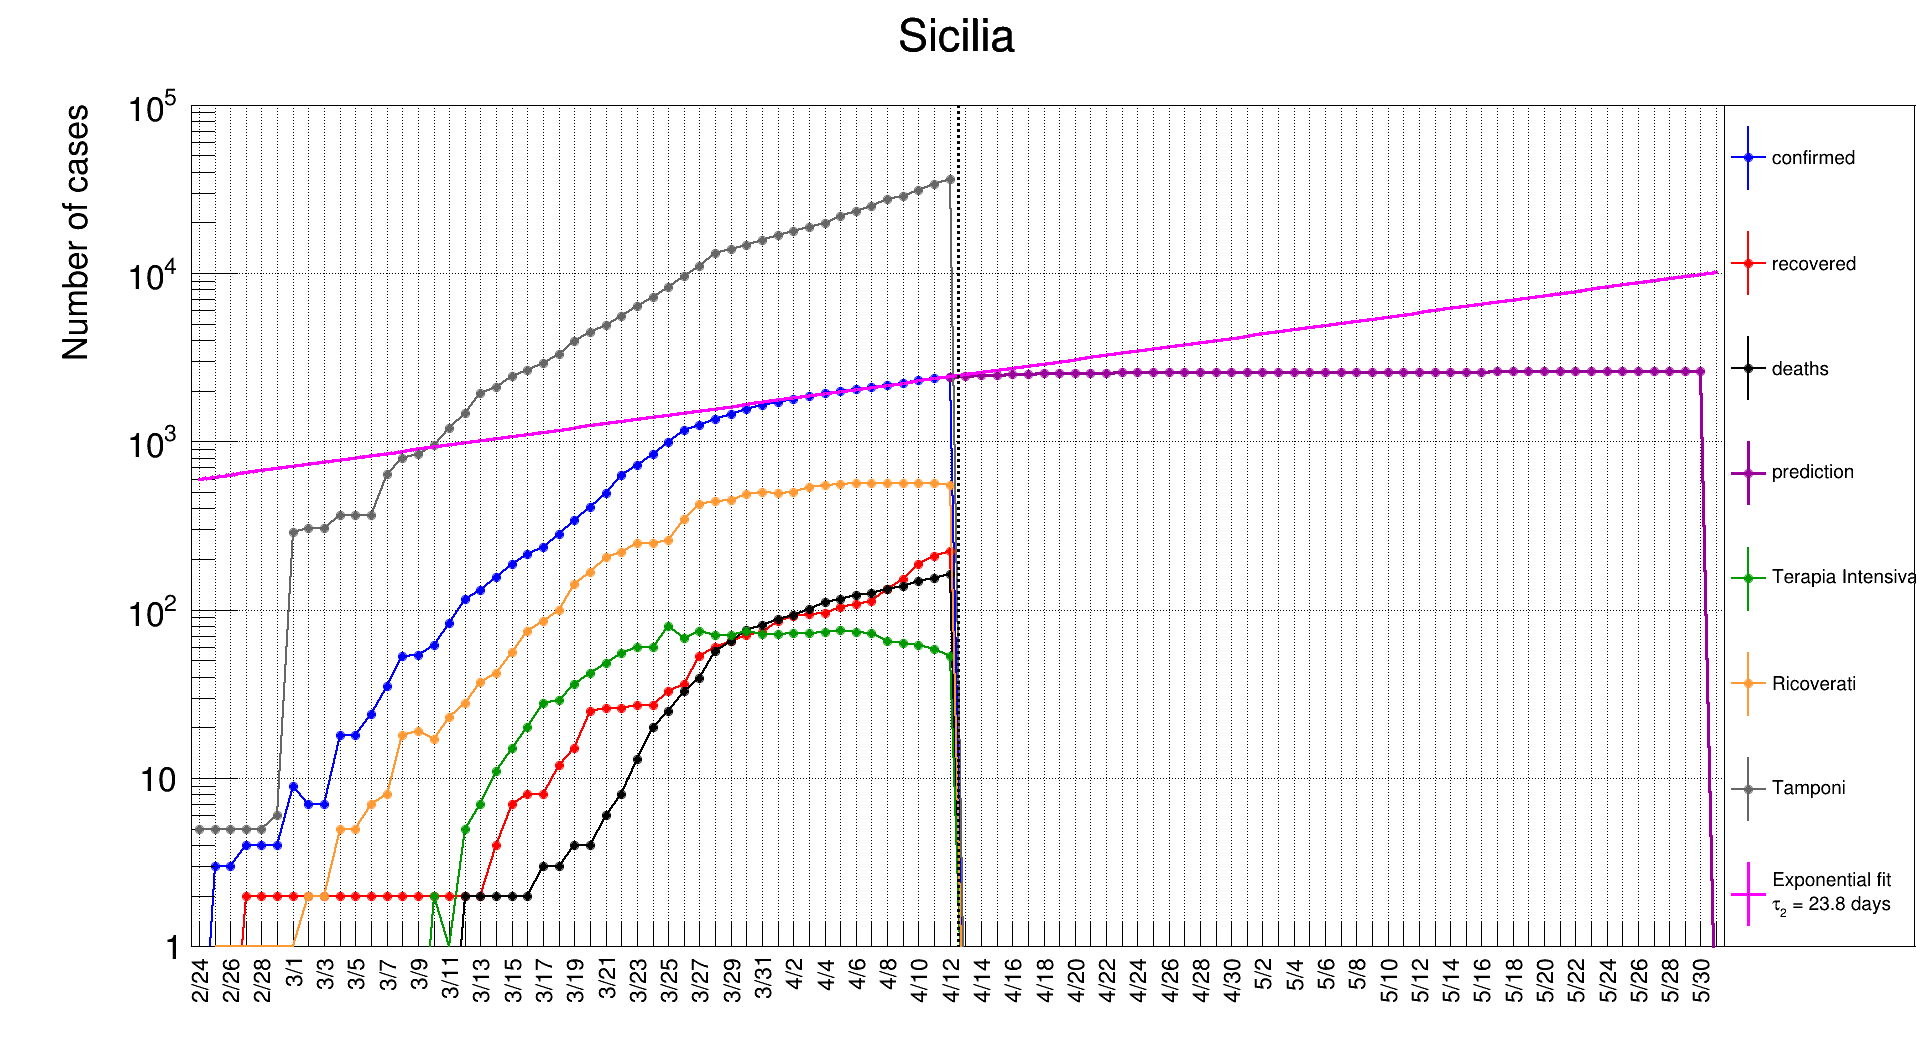 Sicilia
Number of cases
10^5
10^4
10^3
10^2
10
1
2/24 2/26 2/28 3/1 3/3 3/5 3/7 3/9 3/11 3/13 3/15 3/17 3/19 3/21 3/23 3/25 3/27 3/29 3/31 4/2 4/4 4/6 4/8 4/10 4/12 4/14 4/16 4/18 4/20 4/22 4/24 4/26 4/28 4/30 5/2 5/4 5/6 5/8 5/10 5/12 5/14 5/16 5/18 5/20 5/22 5/24 5/26 5/28 5/30
confirmed
recovered
deaths
prediction
Terapia Intensiva
Ricoverati
Tamponi
Exponential fit
τ₂ = 23.8 days